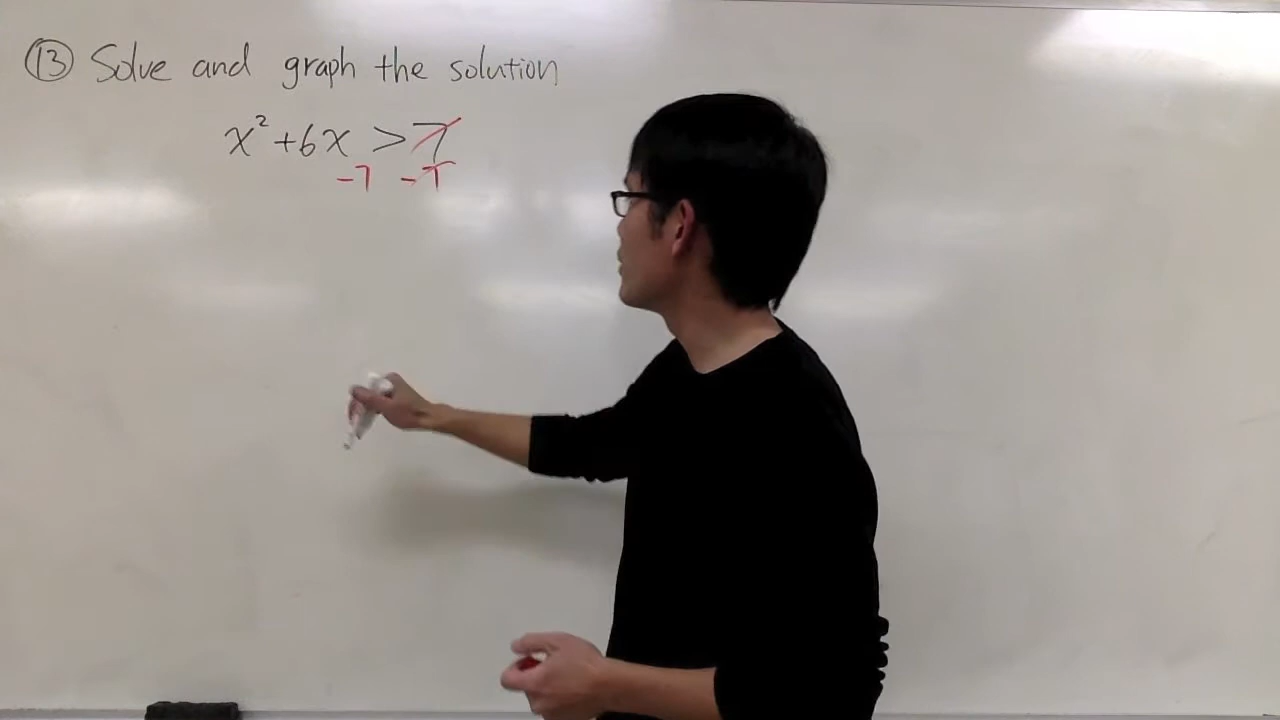 ⑬ Solve and graph the solution
x² + 6x > 7
-7 -7